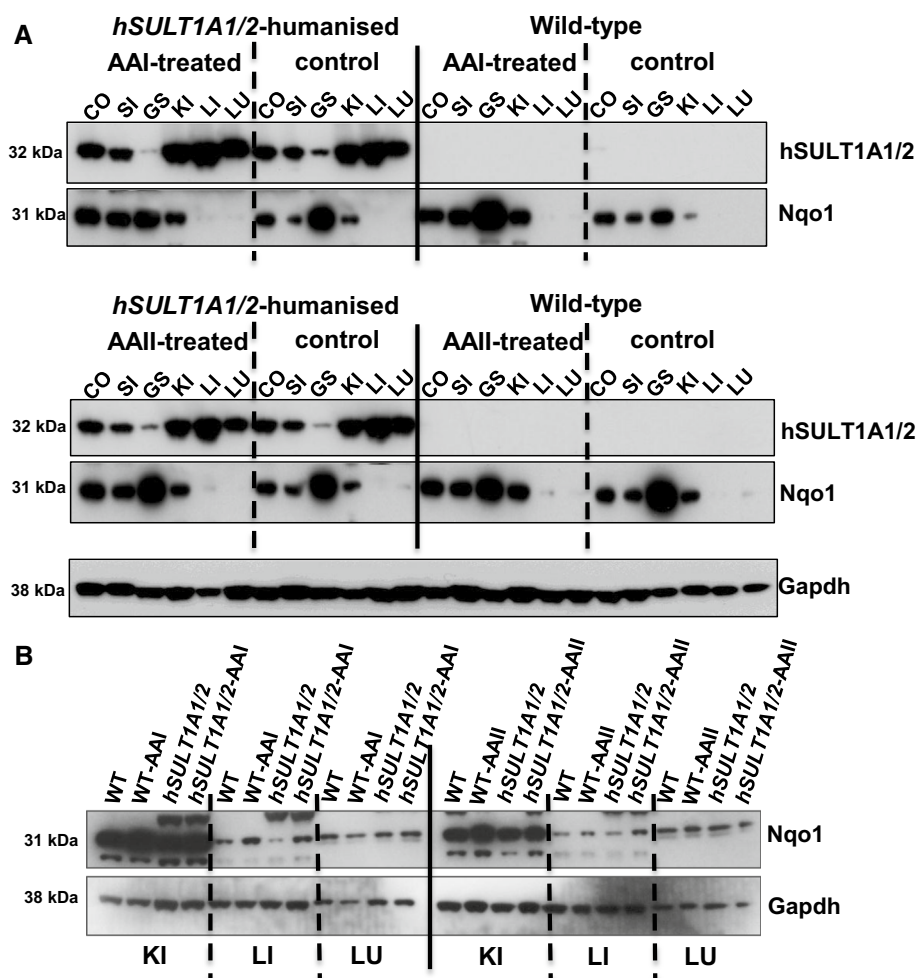 A
hSULT1A1/2-humanised Wild-type
AAI-treated control AAI-treated control
CO SI GS KI LI LU CO SI GS KI LI LU CO SI GS KI LI LU CO SI GS KI LI LU
32 kDa hSULT1A1/2
31 kDa Nqo1
hSULT1A1/2-humanised Wild-type
AAII-treated control AAII-treated control
CO SI GS KI LI LU CO SI GS KI LI LU CO SI GS KI LI LU CO SI GS KI LI LU
32 kDa hSULT1A1/2
31 kDa Nqo1
38 kDa Gapdh
B
WT WT-AAI hSULT1A1/2 hSULT1A1/2-AAI WT WT-AAI hSULT1A1/2 hSULT1A1/2-AAI WT WT-AAI hSULT1A1/2 hSULT1A1/2-AAI WT WT-AAII hSULT1A1/2 hSULT1A1/2-AAII WT WT-AAII hSULT1A1/2 hSULT1A1/2-AAII WT WT-AAII hSULT1A1/2 hSULT1A1/2-AAII
31 kDa Nqo1
38 kDa Gapdh
KI LI LU KI LI LU